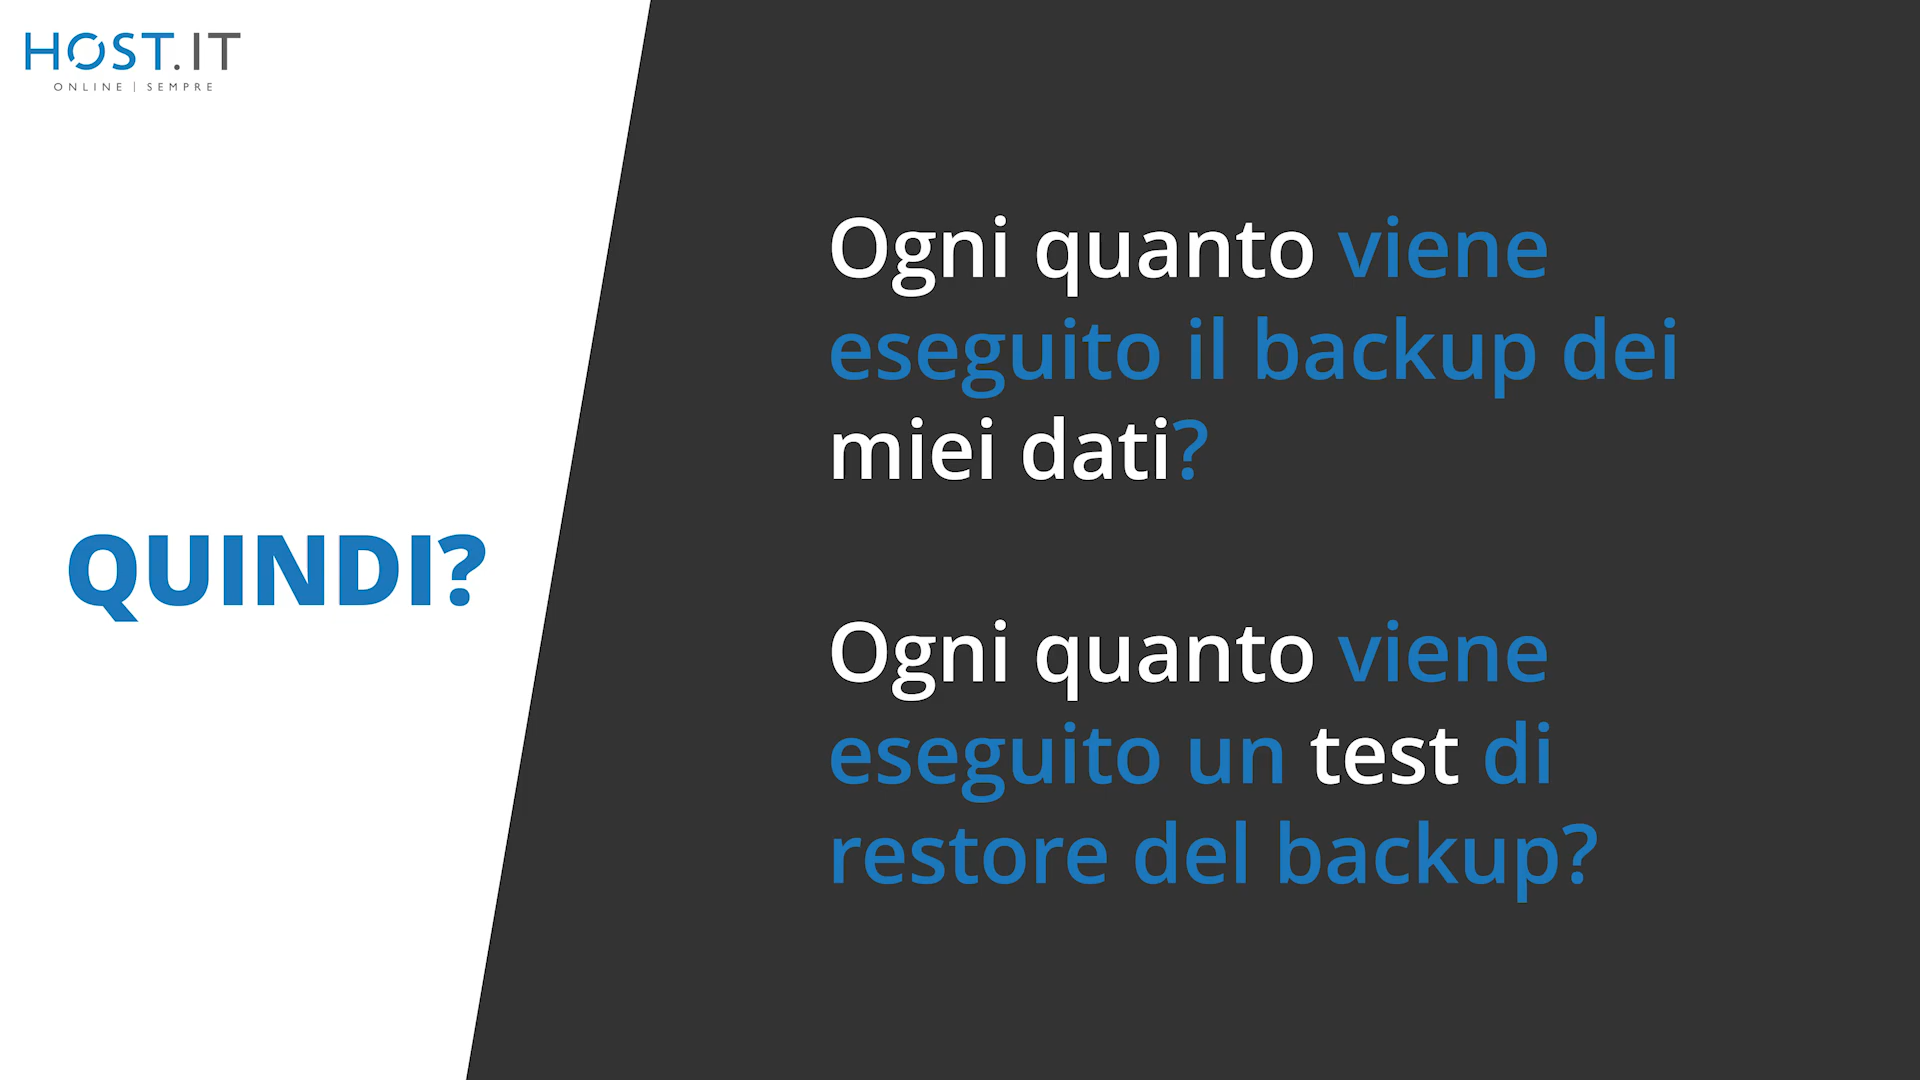 HOST.IT
ONLINE | SEMPRE
QUINDI?
Ogni quanto viene
eseguito il backup dei
miei dati?
Ogni quanto viene
eseguito un test di
restore del backup?